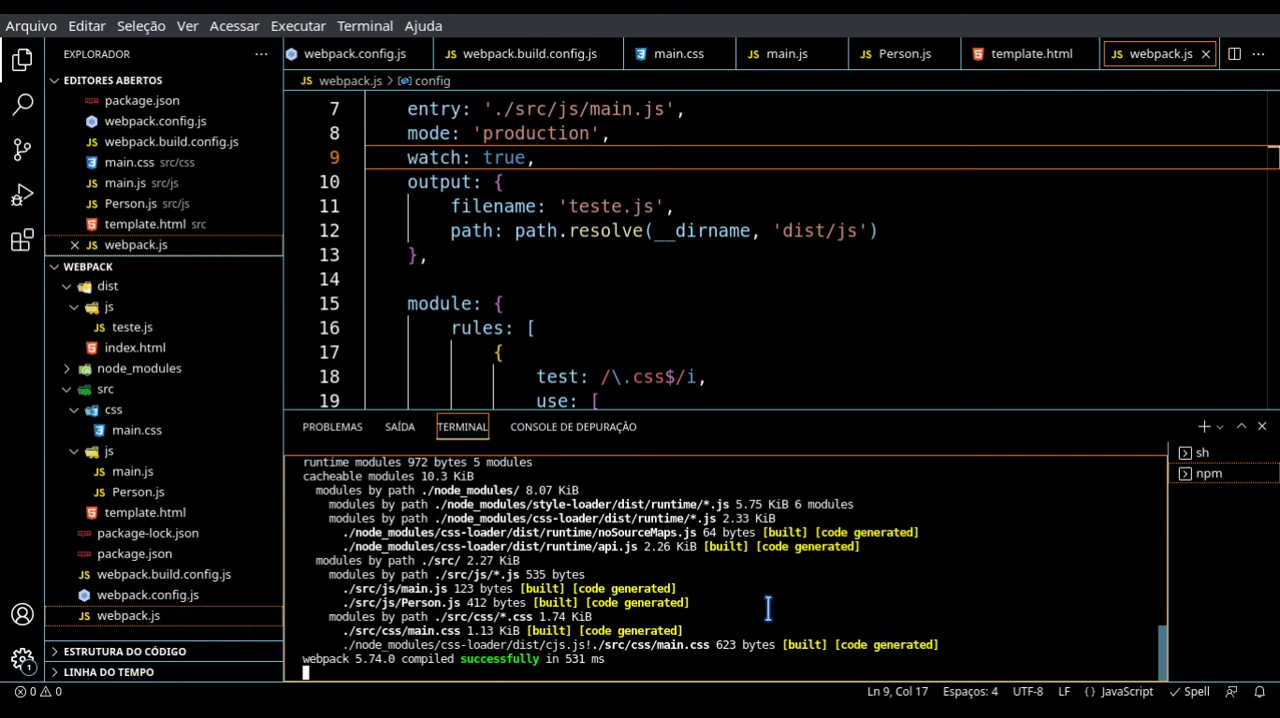 Arquivo Editar Seleção Ver Acessar Executar Terminal Ajuda
EXPLORADOR
EDITORES ABERTOS
package.json
webpack.config.js
webpack.build.config.js
main.css src/css
main.js src/js
Person.js src/js
template.html src
webpack.js
WEBPACK
dist
js
teste.js
index.html
node_modules
src
css
main.css
js
main.js
Person.js
template.html
package-lock.json
package.json
webpack.build.config.js
webpack.config.js
webpack.js
ESTRUTURA DO CÓDIGO
LINHA DO TEMPO
webpack.config.js webpack.build.config.js main.css main.js Person.js template.html webpack.js
webpack.js > config
7 entry: './src/js/main.js',
8 mode: 'production',
9 watch: true,
10 output: {
11 filename: 'teste.js',
12 path: path.resolve(__dirname, 'dist/js')
13 },
14
15 module: {
16 rules: [
17 {
18 test: /\.css$/i,
19 use: [
PROBLEMAS SAÍDA TERMINAL CONSOLE DE DEPURAÇÃO
runtime modules 972 bytes 5 modules
cacheable modules 10.3 KiB
modules by path ./node_modules/ 8.07 KiB
modules by path ./node_modules/style-loader/dist/runtime/*.js 5.75 KiB 6 modules
modules by path ./node_modules/css-loader/dist/runtime/*.js 2.33 KiB
./node_modules/css-loader/dist/runtime/noSourceMaps.js 64 bytes [built] [code generated]
./node_modules/css-loader/dist/runtime/api.js 2.26 KiB [built] [code generated]
modules by path ./src/ 2.27 KiB
modules by path ./src/js/*.js 535 bytes
./src/js/main.js 123 bytes [built] [code generated]
./src/js/Person.js 412 bytes [built] [code generated]
modules by path ./src/css/*.css 1.74 KiB
./src/css/main.css 1.13 KiB [built] [code generated]
./node_modules/css-loader/dist/cjs.js!./src/css/main.css 623 bytes [built] [code generated]
webpack 5.74.0 compiled successfully in 531 ms
sh
npm
1
0 0
Ln 9, Col 17 Espaços: 4 UTF-8 LF {} JavaScript Spell